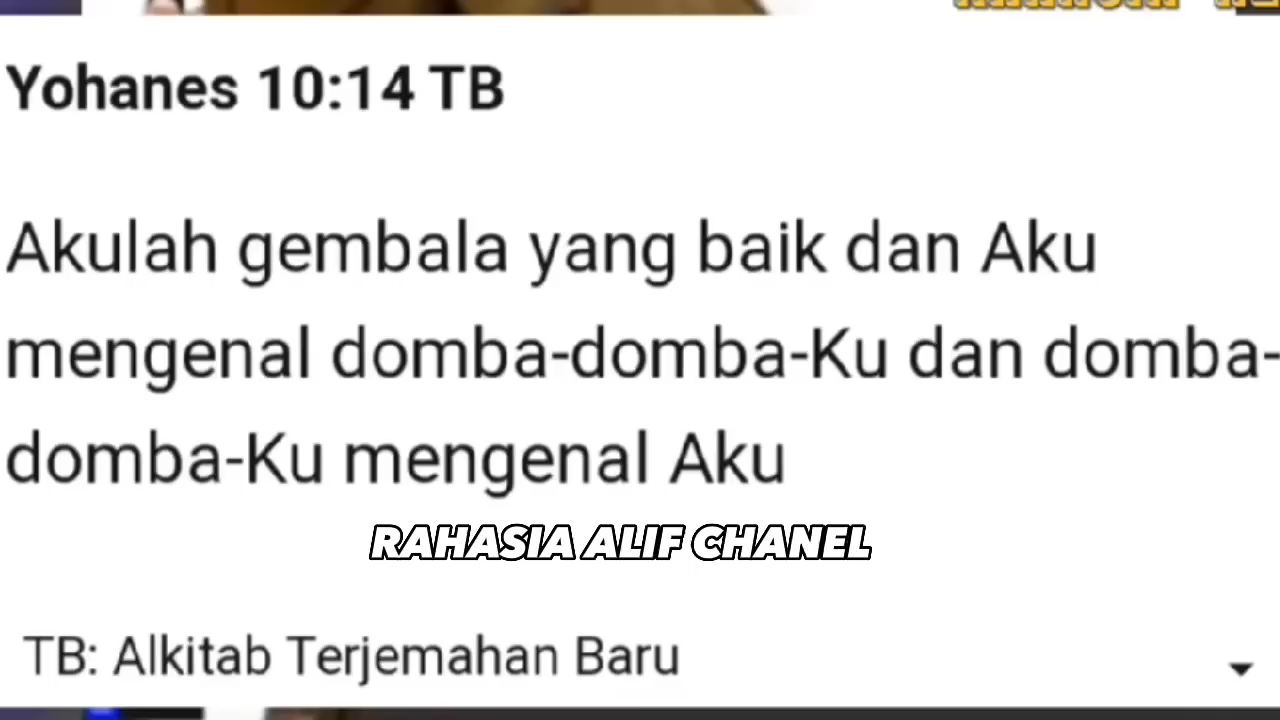 Yohanes 10:14 TB
Akulah gembala yang baik dan Aku
mengenal domba-domba-Ku dan domba-
domba-Ku mengenal Aku
RAHASIA ALIF CHANEL
TB: Alkitab Terjemahan Baru